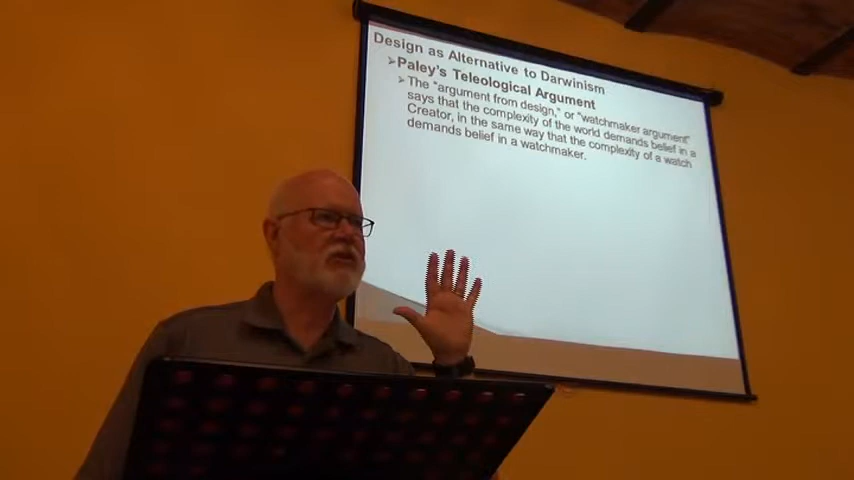 Design as Alternative to Darwinism
➢Paley's Teleological Argument
➢The "argument from design," or "watchmaker argument"
says that the complexity of the world demands belief in a
Creator, in the same way that the complexity of a watch
demands belief in a watchmaker.